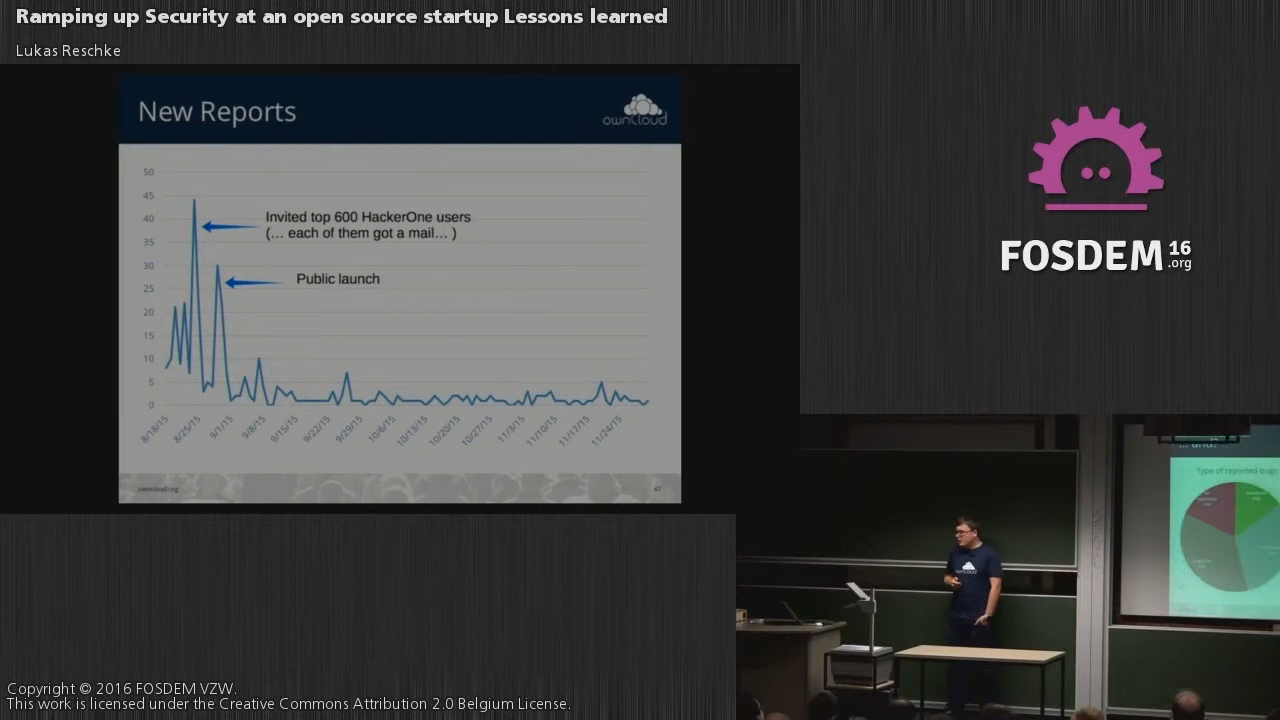 Ramping up Security at an open source startup Lessons learned
Lukas Reschke
New Reports
ownCloud
50
45
40
35
30
25
20
15
10
5
0
Invited top 600 HackerOne users
(... each of them got a mail... )
Public launch
8/18/15
8/25/15
9/1/15
9/8/15
9/15/15
9/22/15
9/29/15
10/6/15
10/13/15
10/20/15
10/27/15
11/3/15
11/10/15
11/17/15
11/24/15
owncloud.org
47
FOSDEM 16
.org
... and?
Type of reported bugs
ownCloud
Copyright © 2016 FOSDEM VZW.
This work is licensed under the Creative Commons Attribution 2.0 Belgium License.